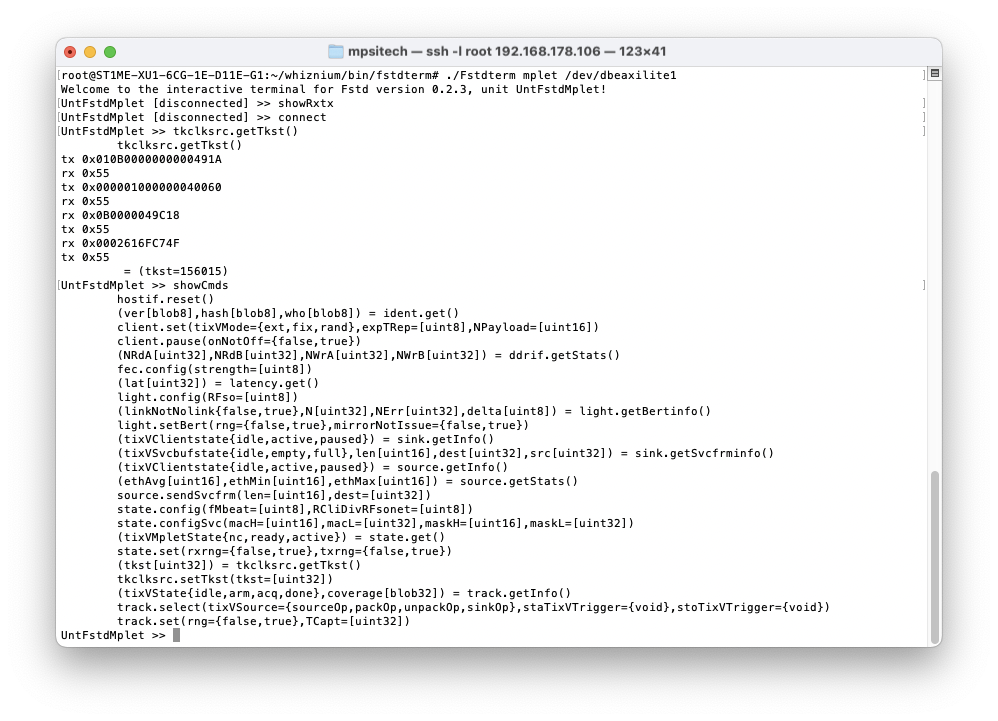 mpsitech — ssh -l root 192.168.178.106 — 123×41
[root@ST1ME-XU1-6CG-1E-D11E-G1:~/whiznium/bin/fstdterm# ./Fstdterm mplet /dev/dbeaxilite1 ]
Welcome to the interactive terminal for Fstd version 0.2.3, unit UntFstdMplet!
[UntFstdMplet [disconnected] >> showRxtx ]
[UntFstdMplet [disconnected] >> connect ]
[UntFstdMplet >> tkclksrc.getTkst() ]
tkclksrc.getTkst()
tx 0x010B0000000000491A
rx 0x55
tx 0x000001000000040060
rx 0x55
rx 0x0B0000049C18
tx 0x55
rx 0x0002616FC74F
tx 0x55
= (tkst=156015)
[UntFstdMplet >> showCmds ]
hostif.reset()
(ver[blob8],hash[blob8],who[blob8]) = ident.get()
client.set(tixVMode={ext,fix,rand},expTRep=[uint8],NPayload=[uint16])
client.pause(onNotOff={false,true})
(NRdA[uint32],NRdB[uint32],NWrA[uint32],NWrB[uint32]) = ddrif.getStats()
fec.config(strength=[uint8])
(lat[uint32]) = latency.get()
light.config(RFso=[uint8])
(linkNotNolink{false,true},N[uint32],NErr[uint32],delta[uint8]) = light.getBertinfo()
light.setBert(rng={false,true},mirrorNotIssue={false,true})
(tixVClientstate{idle,active,paused}) = sink.getInfo()
(tixVSvcbufstate{idle,empty,full},len[uint16],dest[uint32],src[uint32]) = sink.getSvcfrminfo()
(tixVClientstate{idle,active,paused}) = source.getInfo()
(ethAvg[uint16],ethMin[uint16],ethMax[uint16]) = source.getStats()
source.sendSvcfrm(len=[uint16],dest=[uint32])
state.config(fMbeat=[uint8],RCliDivRFsonet=[uint8])
state.configSvc(macH=[uint16],macL=[uint32],maskH=[uint16],maskL=[uint32])
(tixVMpletState{nc,ready,active}) = state.get()
state.set(rxrng={false,true},txrng={false,true})
(tkst[uint32]) = tkclksrc.getTkst()
tkclksrc.setTkst(tkst=[uint32])
(tixVState{idle,arm,acq,done},coverage[blob32]) = track.getInfo()
track.select(tixVSource={sourceOp,packOp,unpackOp,sinkOp},staTixVTrigger={void},stoTixVTrigger={void})
track.set(rng={false,true},TCapt=[uint32])
UntFstdMplet >>